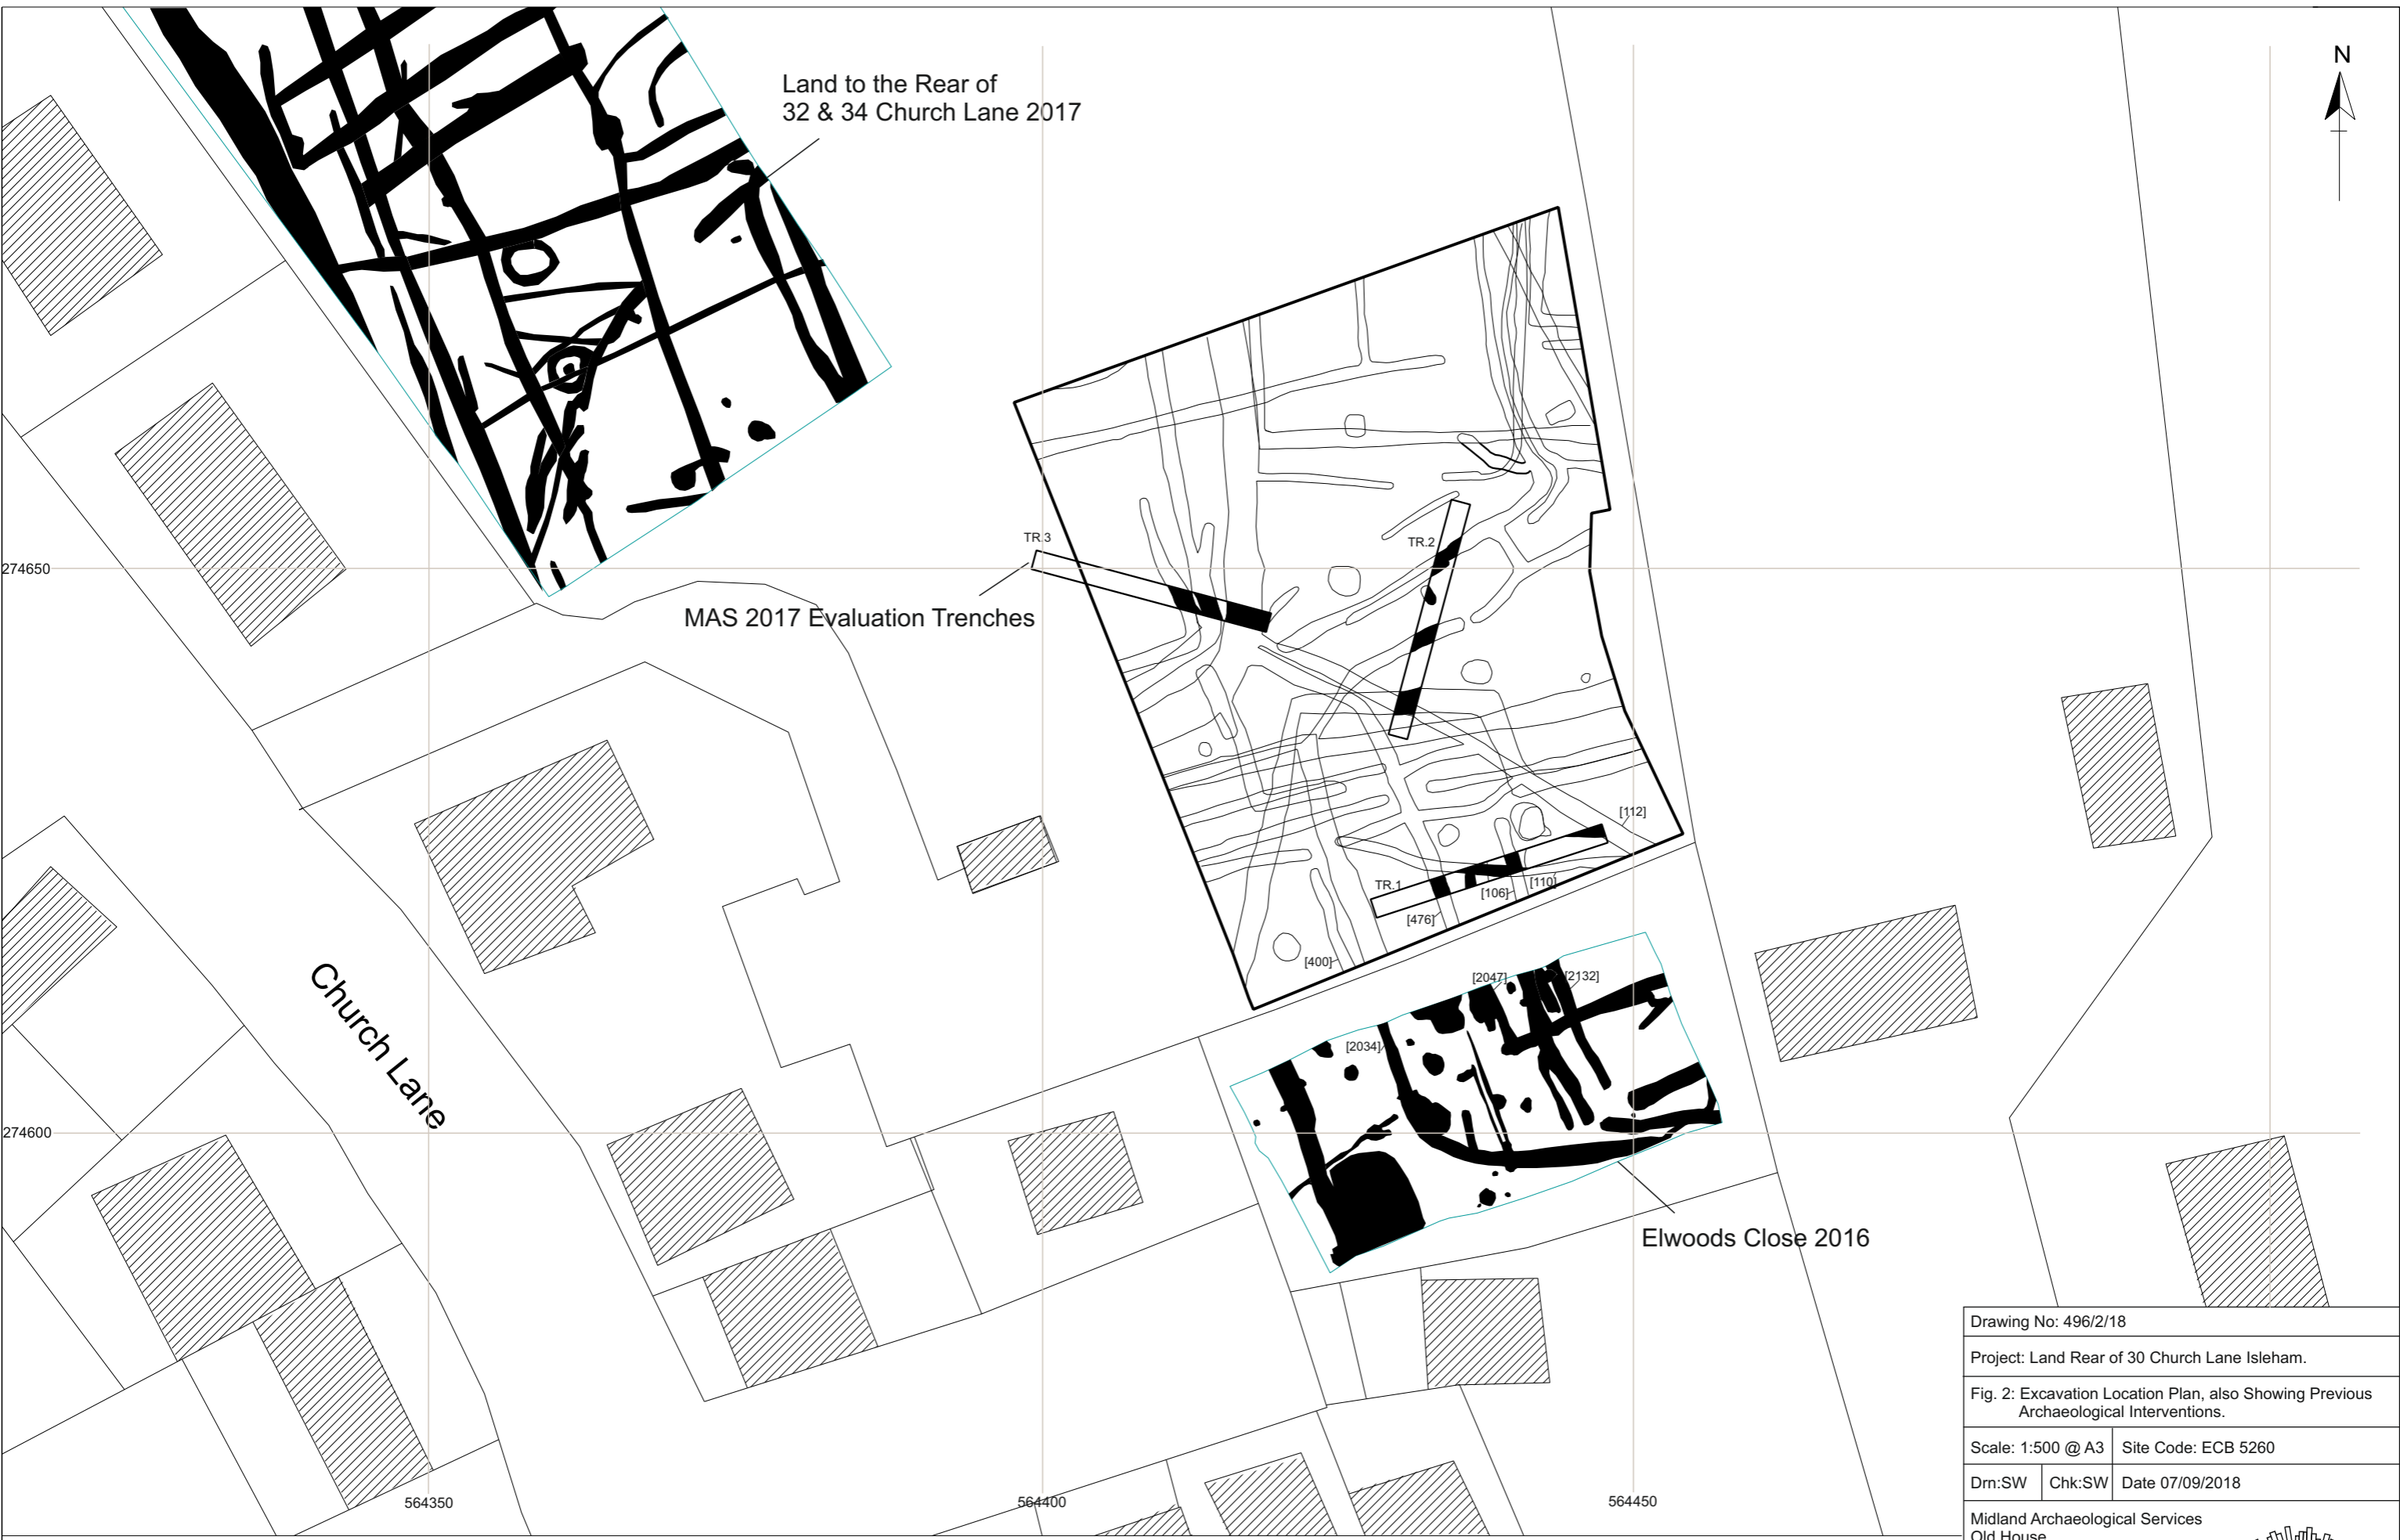 N
Land to the Rear of
32 & 34 Church Lane 2017
TR.3
TR.2
274650
MAS 2017 Evaluation Trenches
[112]
TR.1
[110]
[106]
[476]
[400]
Church Lane
[2047]
[2132]
[2034]
274600
Elwoods Close 2016
564350
564400
564450
Drawing No: 496/2/18
Project: Land Rear of 30 Church Lane Isleham.
Fig. 2: Excavation Location Plan, also Showing Previous
Archaeological Interventions.
Scale: 1:500 @ A3
Site Code: ECB 5260
Drn:SW
Chk:SW
Date 07/09/2018
Midland Archaeological Services
Old House